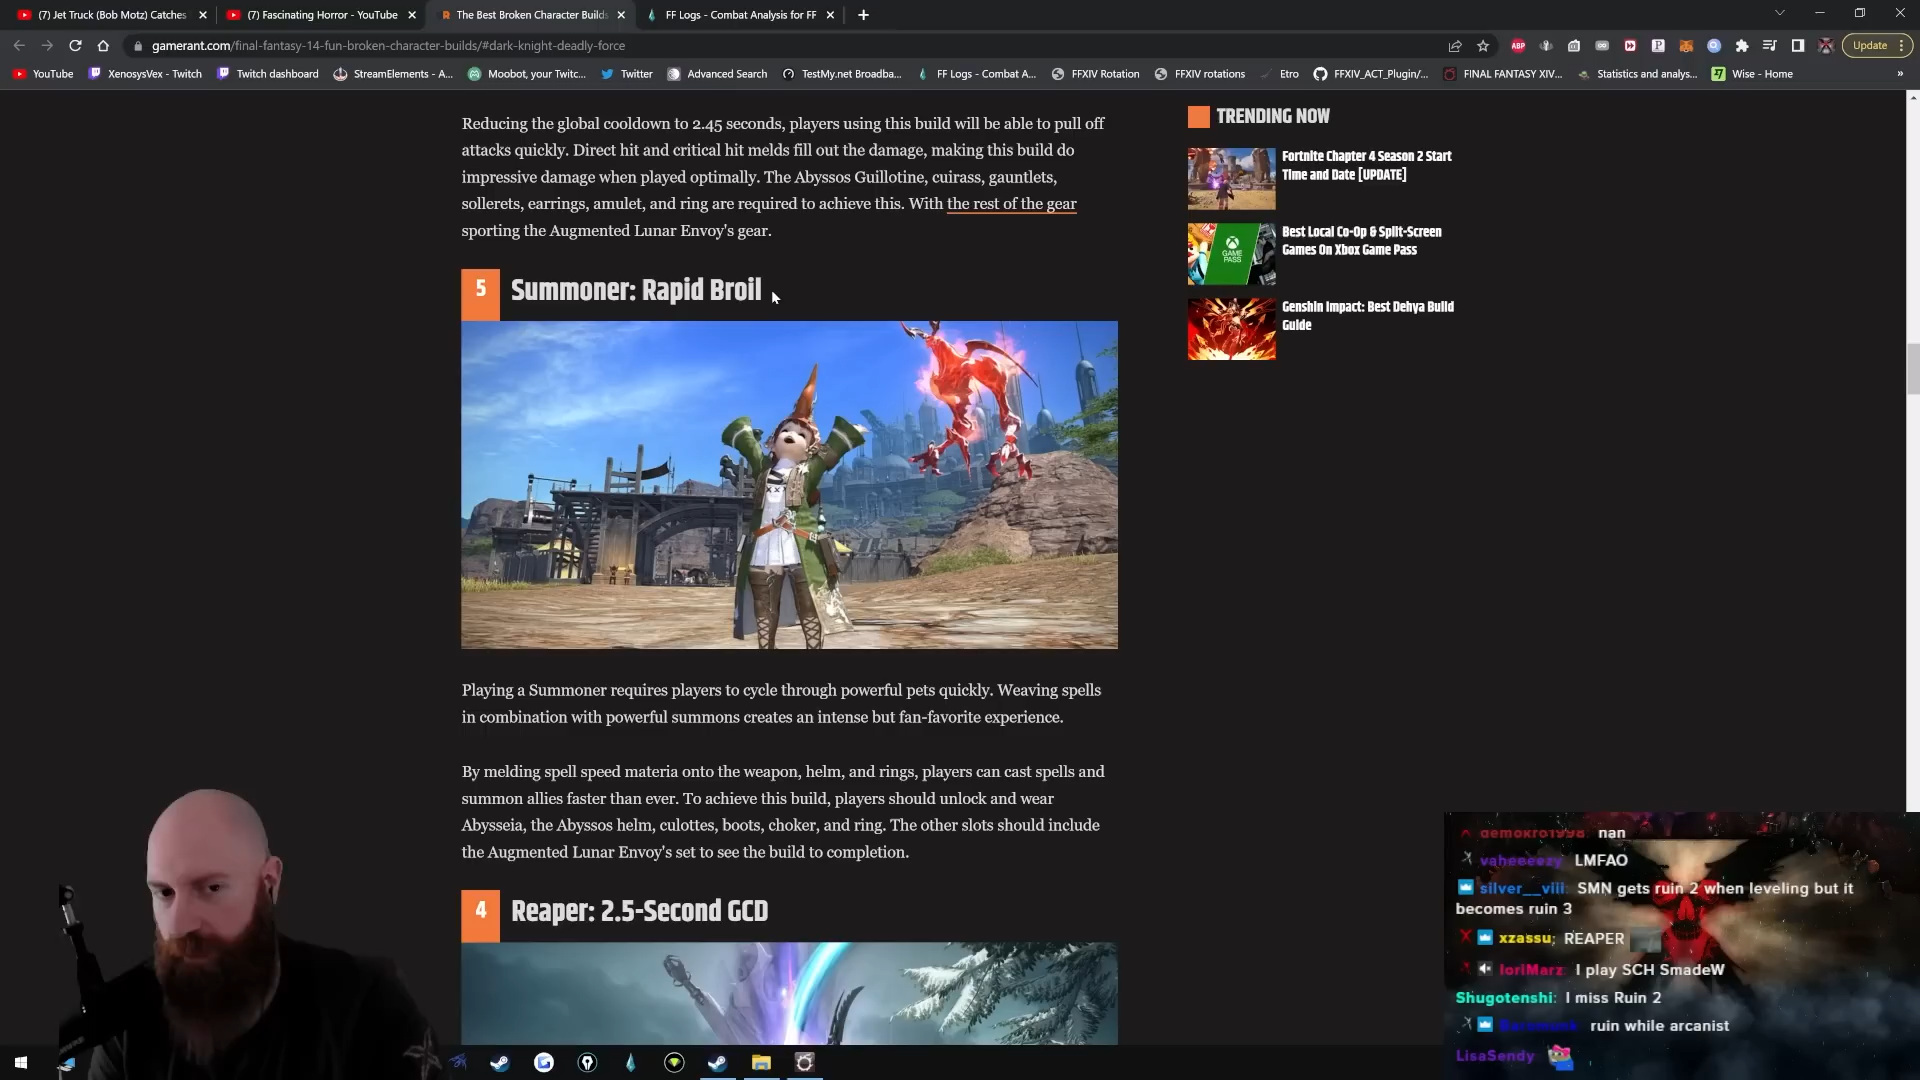 (7) Jet Truck (Bob Motz) Catches
(7) Fascinating Horror - YouTube
The Best Broken Character Builds
FF Logs - Combat Analysis for FF
gamerant.com/final-fantasy-14-fun-broken-character-builds/#dark-knight-deadly-force
ABP
Update
YouTube
XenosysVex - Twitch
Twitch dashboard
StreamElements - A...
Moobot, your Twitc...
Twitter
Advanced Search
TestMy.net Broadba...
FF Logs - Combat A...
FFXIV Rotation
FFXIV rotations
Etro
FFXIV_ACT_Plugin/...
FINAL FANTASY XIV...
Statistics and analys...
Wise - Home
»
Reducing the global cooldown to 2.45 seconds, players using this build will be able to pull off
attacks quickly. Direct hit and critical hit melds fill out the damage, making this build do
impressive damage when played optimally. The Abyssos Guillotine, cuirass, gauntlets,
sollerets, earrings, amulet, and ring are required to achieve this. With the rest of the gear
sporting the Augmented Lunar Envoy's gear.
5 Summoner: Rapid Broil
Playing a Summoner requires players to cycle through powerful pets quickly. Weaving spells
in combination with powerful summons creates an intense but fan-favorite experience.
By melding spell speed materia onto the weapon, helm, and rings, players can cast spells and
summon allies faster than ever. To achieve this build, players should unlock and wear
Abysseia, the Abyssos helm, culottes, boots, choker, and ring. The other slots should include
the Augmented Lunar Envoy's set to see the build to completion.
4 Reaper: 2.5-Second GCD
TRENDING NOW
Fortnite Chapter 4 Season 2 Start
Time and Date [UPDATE]
GAME
PASS
Best Local Co-Op & Split-Screen
Games On Xbox Game Pass
Genshin Impact: Best Dehya Build
Guide
demokro1998: nan
vaheeeezy: LMFAO
silver__viii: SMN gets ruin 2 when leveling but it
becomes ruin 3
xzassu: REAPER
IoriMarz: I play SCH SmadeW
Shugotenshi: I miss Ruin 2
ruin while arcanist
LisaSendy: